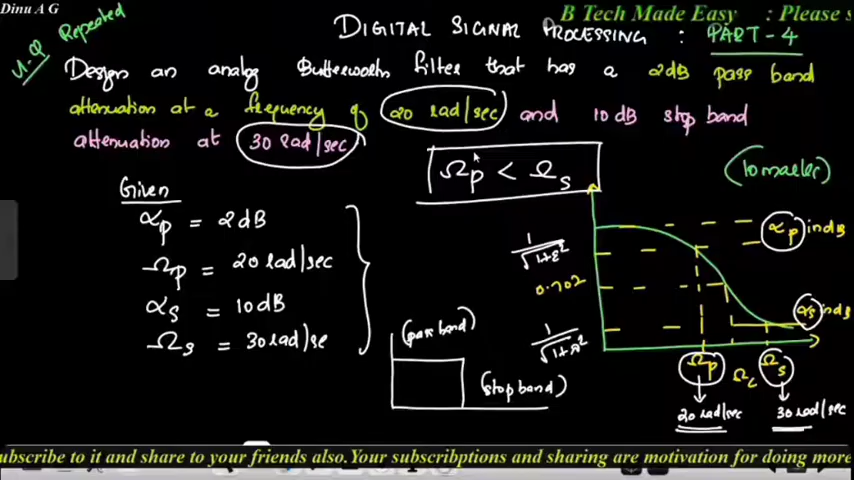 Dinu A G
B Tech Made Easy : Please s
U.Q Repeated
DIGITAL SIGNAL PROCESSING : PART-4
Design an analog Butterworth filter that has a 2dB pass band
attenuation at a frequency of 20 rad/sec and 10 dB stop band
attenuation at 30 rad/sec
Ωp < Ωs
(10 marks)
Given
αp = 2dB
Ωp = 20 rad/sec
αs = 10dB
Ωs = 30rad/se
(pass band)
(stop band)
1/√1+ε²
0.707
1/√1+λ²
αp in dB
αs in dB
Ωp
Ωc
Ωs
20 rad/sec
30 rad/sec
ubscribe to it and share to your friends also.Your subscribptions and sharing are motivation for doing more